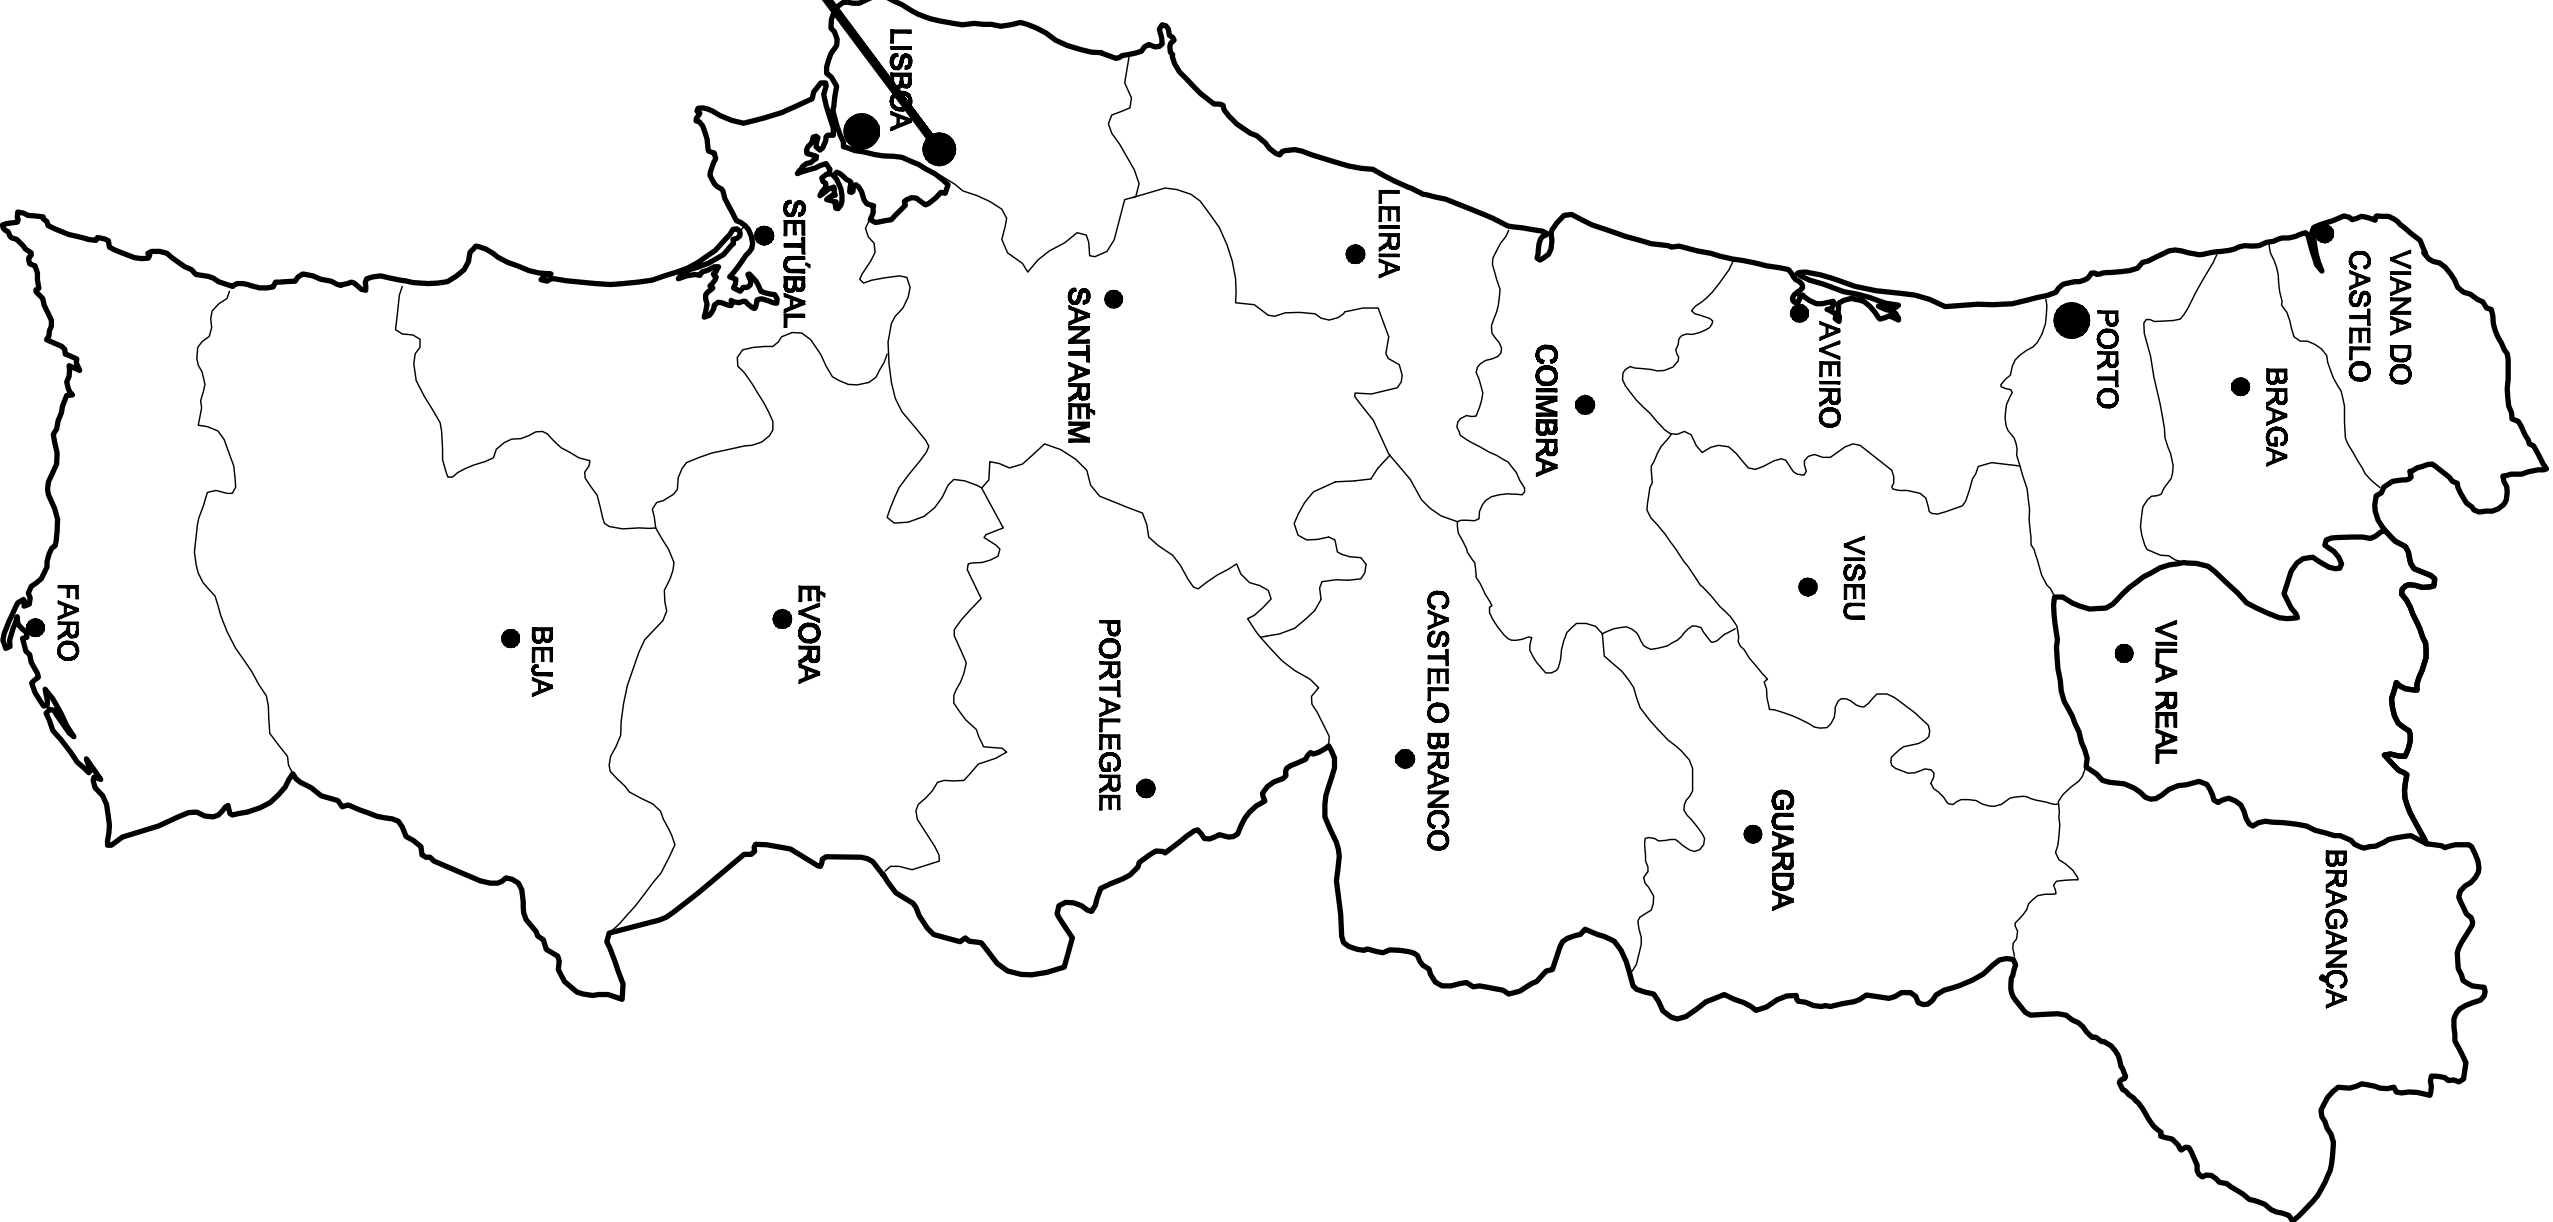 VIANA DO
CASTELO
BRAGA
BRAGANÇA
VILA REAL
PORTO
AVEIRO
VISEU
GUARDA
COIMBRA
CASTELO BRANCO
LEIRIA
SANTARÉM
PORTALEGRE
LISBOA
SETÚBAL
ÉVORA
BEJA
FARO